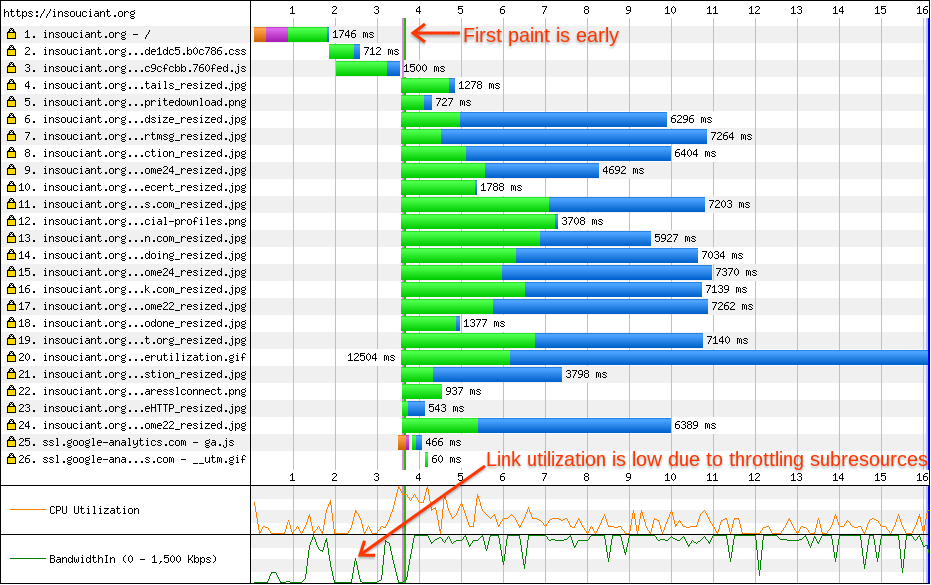 https://insouciant.org
1 2 3 4 5 6 7 8 9 10 11 12 13 14 15 16
1. insouciant.org - / 1746 ms
First paint is early
2. insouciant.org...de1dc5.b0c786.css 712 ms
3. insouciant.org...c9cfcbb.760fed.js 1500 ms
4. insouciant.org...tails_resized.jpg 1278 ms
5. insouciant.org...pritedownload.png 727 ms
6. insouciant.org...dsize_resized.jpg 6296 ms
7. insouciant.org...rtmsg_resized.jpg 7264 ms
8. insouciant.org...ction_resized.jpg 6404 ms
9. insouciant.org...ome24_resized.jpg 4692 ms
10. insouciant.org...ecert_resized.jpg 1788 ms
11. insouciant.org...s.com_resized.jpg 7203 ms
12. insouciant.org...cial-profiles.png 3708 ms
13. insouciant.org...n.com_resized.jpg 5927 ms
14. insouciant.org...doing_resized.jpg 7034 ms
15. insouciant.org...ome24_resized.jpg 7370 ms
16. insouciant.org...k.com_resized.jpg 7139 ms
17. insouciant.org...ome22_resized.jpg 7262 ms
18. insouciant.org...odone_resized.jpg 1377 ms
19. insouciant.org...t.org_resized.jpg 7140 ms
20. insouciant.org...erutilization.gif 12504 ms
21. insouciant.org...stion_resized.jpg 3798 ms
22. insouciant.org...aresslconnect.png 937 ms
23. insouciant.org...eHTTP_resized.jpg 543 ms
24. insouciant.org...ome22_resized.jpg 6389 ms
25. ssl.google-analytics.com - ga.js 466 ms
26. ssl.google-ana...s.com - __utm.gif 60 ms
Link utilization is low due to throttling subresources
1 2 3 4 5 6 7 8 9 10 11 12 13 14 15 16
CPU Utilization
BandwidthIn (0 - 1,500 Kbps)